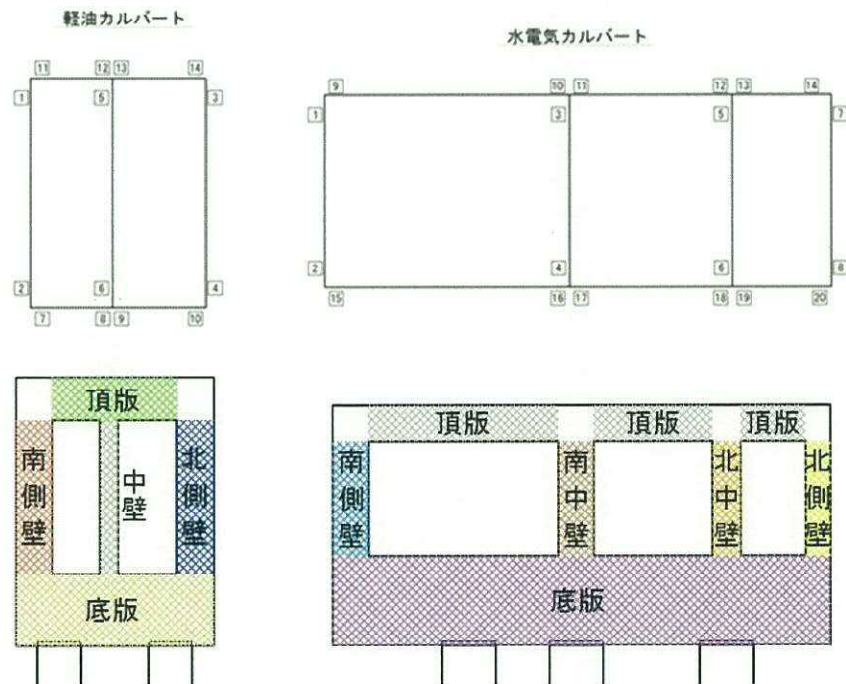 軽油カルバート
水電気カルバート
11 12 13 14
1 5 3
2 6 4
7 8 9 10
9 10 11 12 13 14
1 3 5 7
2 4 6 8
15 16 17 18 19 20
頂版
南側壁
中壁
北側壁
底版
頂版 頂版 頂版
南側壁
南中壁
北中壁
北側壁
底版